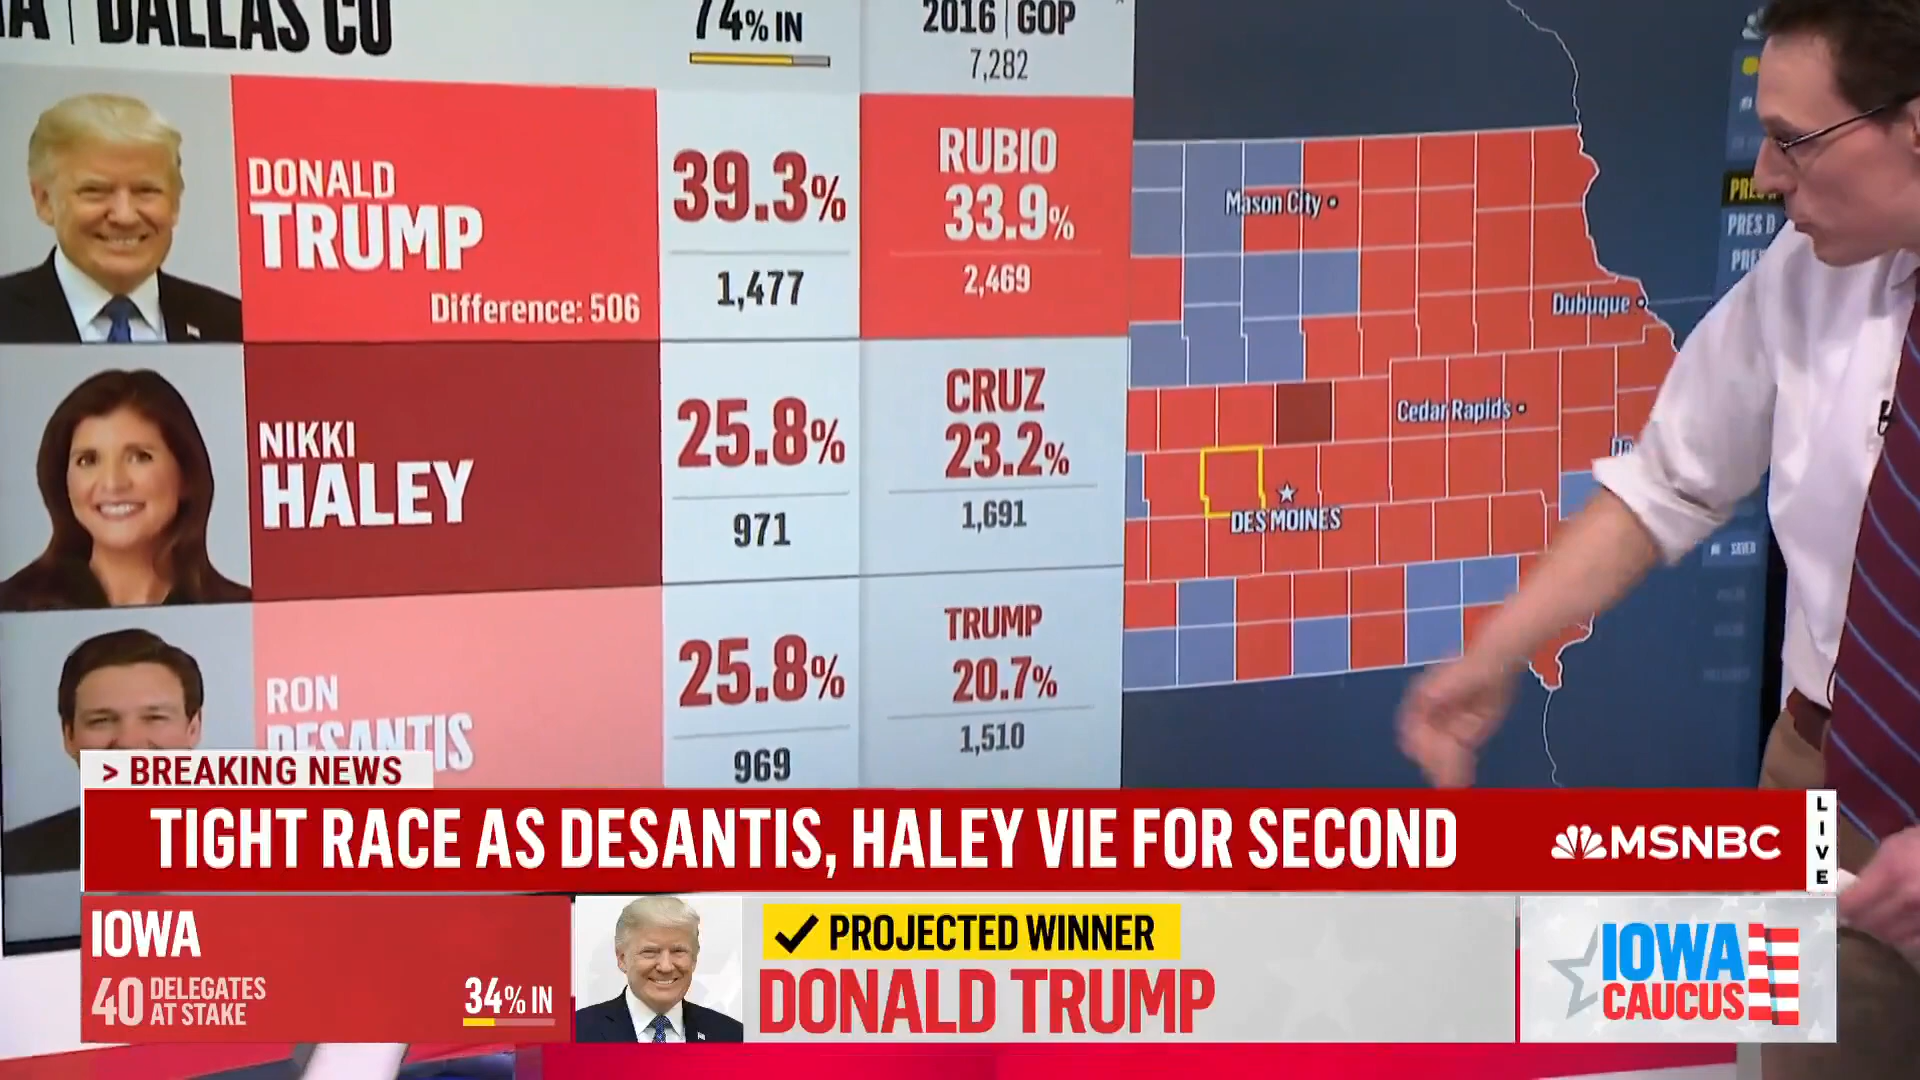 A | DALLAS CO
74% IN
2016 | GOP
7,282
DONALD
TRUMP
Difference: 506
39.3%
1,477
RUBIO
33.9%
2,469
NIKKI
HALEY
25.8%
971
CRUZ
23.2%
1,691
RON
DESANTIS
25.8%
969
TRUMP
20.7%
1,510
Mason City
Dubuque
Cedar Rapids
DES MOINES
PRES D
> BREAKING NEWS
TIGHT RACE AS DESANTIS, HALEY VIE FOR SECOND
MSNBC
LIVE
IOWA
40 DELEGATES
AT STAKE
34% IN
PROJECTED WINNER
DONALD TRUMP
IOWA
CAUCUS